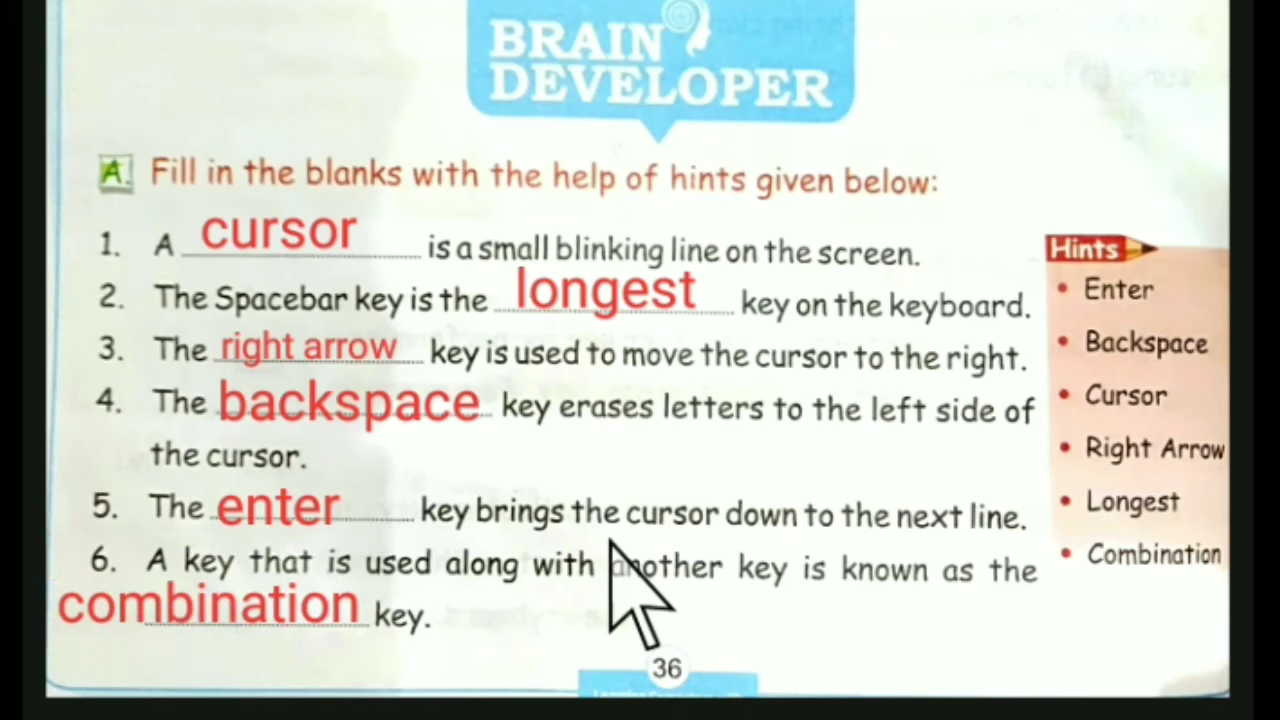 BRAIN
DEVELOPER
A. Fill in the blanks with the help of hints given below:
1. A cursor is a small blinking line on the screen.
2. The Spacebar key is the longest key on the keyboard.
3. The right arrow key is used to move the cursor to the right.
4. The backspace key erases letters to the left side of
the cursor.
5. The enter key brings the cursor down to the next line.
6. A key that is used along with another key is known as the
combination key.
Hints
• Enter
• Backspace
• Cursor
• Right Arrow
• Longest
• Combination
36